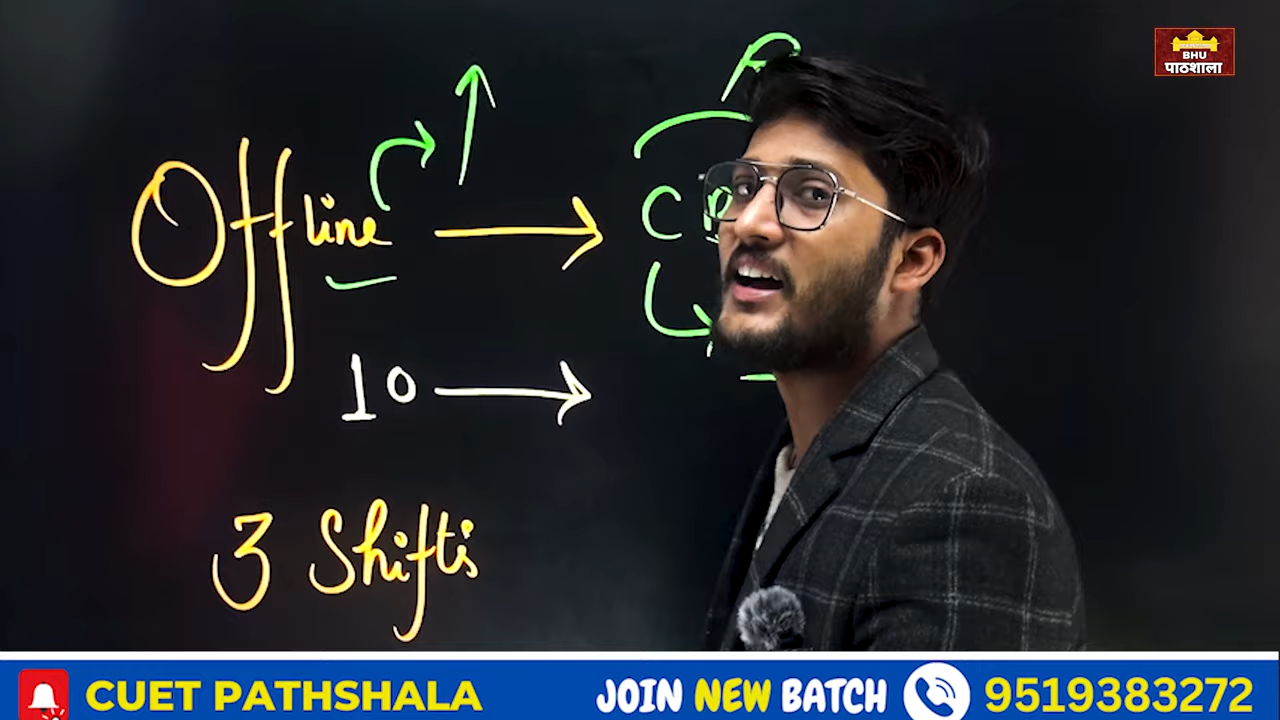 BHU
पाठशाला
Offline
10
3 Shifts
CUET PATHSHALA
JOIN NEW BATCH
9519383272